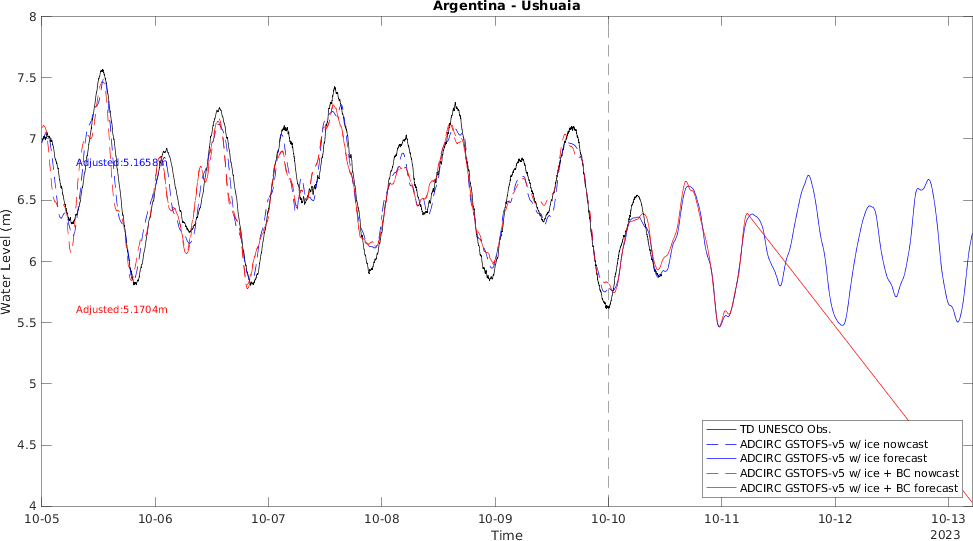 Argentina - Ushuaia
8
7.5
7
6.5
6
5.5
5
4.5
4
Water Level (m)
Adjusted:5.1658m
Adjusted:5.1704m
TD UNESCO Obs.
ADCIRC GSTOFS-v5 w/ ice nowcast
ADCIRC GSTOFS-v5 w/ ice forecast
ADCIRC GSTOFS-v5 w/ ice + BC nowcast
ADCIRC GSTOFS-v5 w/ ice + BC forecast
10-05 10-06 10-07 10-08 10-09 10-10 10-11 10-12 10-13
Time
2023